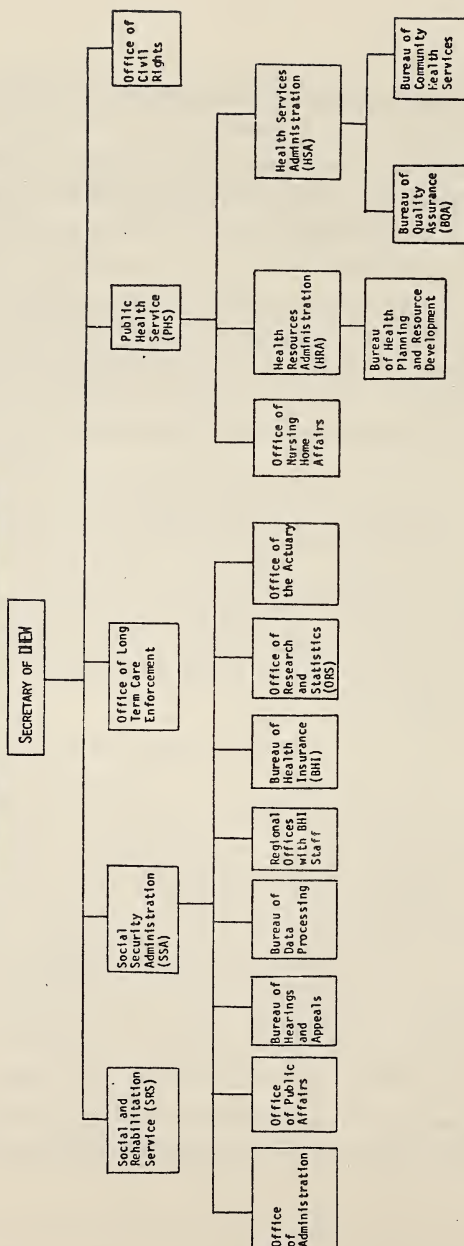 SECRETARY OF DHEW
Social and
Rehabilitation
Service (SRS)
Social
Security
Administration
(SSA)
Office of Long
Term Care
Enforcement
Public
Health
Service
(PHS)
Office of
Civil
Rights
Office
of
Administration
Office
of Public
Affairs
Bureau of
Hearings
and
Appeals
Bureau of
Data
Processing
Regional
Offices
with BHI
Staff
Bureau of
Health
Insurance
(BHI)
Office of
Research
and
Statistics
(ORS)
Office of
the Actuary
Office of
Nursing
Home
Affairs
Health
Resources
Administration
(HRA)
Health Services
Administration
(HSA)
Bureau
of Health
Planning
and Resource
Development
Bureau of
Quality
Assurance
(BQA)
Bureau of
Community
Health
Services